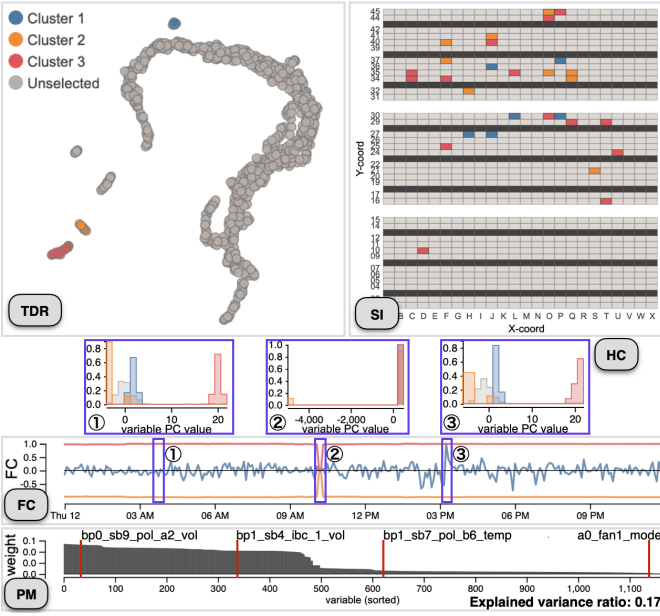 Cluster 1
Cluster 2
Cluster 3
Unselected
TDR
45
44
42
41
40
39
37
36
35
34
32
31
30
29
27
26
25
24
22
21
20
19
17
16
15
14
12
11
10
09
07
06
05
04
Y-coord
B C D E F G H I J K L M N O P Q R S T U V W X
X-coord
SI
HC
0.8
0.6
0.4
0.2
0.0
0 10 20
variable PC value
①
1.0
0.8
0.6
0.4
0.2
0.0
-4,000 -2,000 0
variable PC value
②
0.8
0.6
0.4
0.2
0.0
0 10 20
variable PC value
③
FC
1.0
0.5
0.0
-0.5
① ② ③
Thu 12 03 AM 06 AM 09 AM 12 PM 03 PM 06 PM 09 PM
FC
weight
0.1
0.1
0.0
0.0
bp0_sb9_pol_a2_vol bp1_sb4_ibc_1_vol bp1_sb7_pol_b6_temp a0_fan1_mode
0 100 200 300 400 500 600 700 800 900 1,000 1,100
variable (sorted)
Explained variance ratio: 0.17
PM